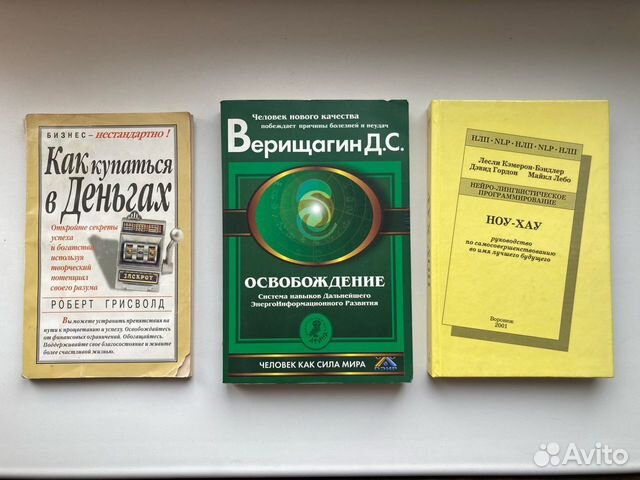 БИЗНЕС – нестандартно!
Как купаться
в Деньгах
Откройте секреты
успеха
и богатства,
используя
творческий
потенциал
своего разума
JACKPOT
РОБЕРТ ГРИСВОЛД
Вы можете устранить препятствия на
пути к процветанию и успеху. Освобождайтесь
от финансовых ограничений. Обогащайтесь.
Поддерживайте свое благосостояние и живите
более счастливой жизнью.
Человек нового качества
побеждает причины болезней и неудач
Верищагин Д.С.
ОСВОБОЖДЕНИЕ
Система навыков Дальнейшего
ЭнергоИнформационного Развития
ЧЕЛОВЕК КАК СИЛА МИРА
ДЭИР
НЛП · NLP · НЛП · NLP · НЛП
Лесли Кэмерон-Бэндлер
Дэвид Гордон Майкл Лебо
НЕЙРО-ЛИНГВИСТИЧЕСКОЕ
ПРОГРАММИРОВАНИЕ
НОУ-ХАУ
руководство
по самосовершенствованию
во имя лучшего будущего
Воронеж
2001
Avito